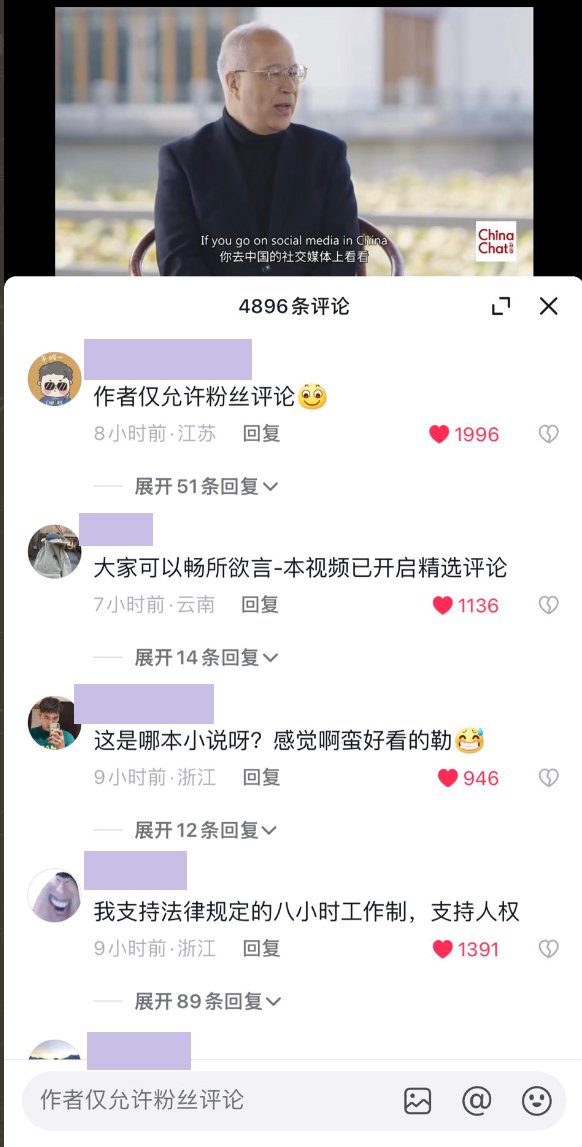 If you go on social media in China
你去中国的社交媒体上看看
China
Chat
4896条评论
作者仅允许粉丝评论
8小时前·江苏 回复 1996
展开51条回复
大家可以畅所欲言-本视频已开启精选评论
7小时前·云南 回复 1136
展开14条回复
这是哪本小说呀？感觉啊蛮好看的勒
9小时前·浙江 回复 946
展开12条回复
我支持法律规定的八小时工作制，支持人权
9小时前·浙江 回复 1391
展开89条回复
作者仅允许粉丝评论 @